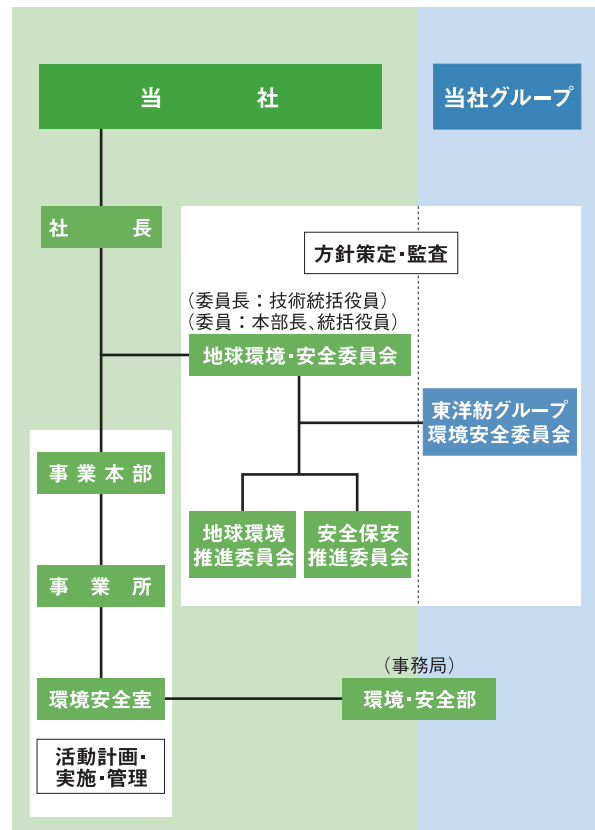 当社
当社グループ
社長
方針策定・監査
（委員長：技術統括役員）
（委員：本部長、統括役員）
地球環境・安全委員会
東洋紡グループ
環境安全委員会
事業本部
地球環境
推進委員会
安全保安
推進委員会
事業所
（事務局）
環境安全室
環境・安全部
活動計画・
実施・管理